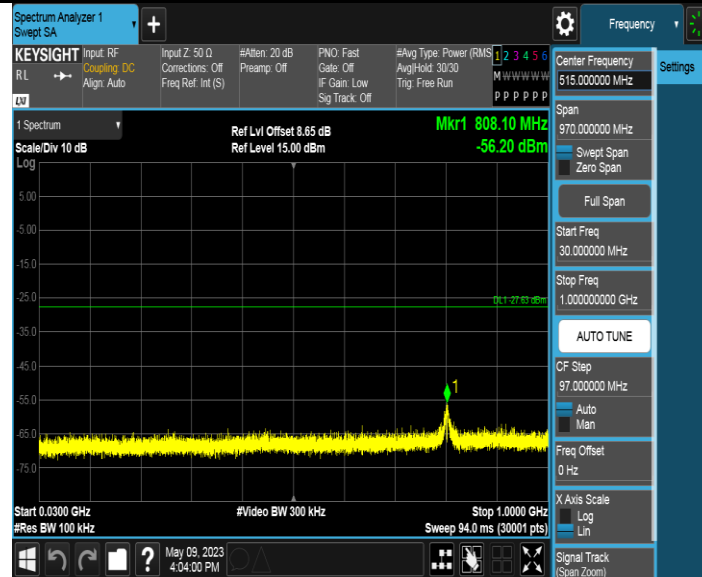 Spectrum Analyzer 1
Swept SA
Frequency
KEYSIGHT
RL
LXI
Input: RF
Coupling: DC
Align: Auto
Input Z: 50 Ω
Corrections: Off
Freq Ref: Int (S)
#Atten: 20 dB
Preamp: Off
PNO: Fast
Gate: Off
IF Gain: Low
Sig Track: Off
#Avg Type: Power (RMS
Avg|Hold: 30/30
Trig: Free Run
1 2 3 4 5 6
M W W W W W
P P P P P P
Settings
1 Spectrum
Scale/Div 10 dB
Log
Ref Lvl Offset 8.65 dB
Ref Level 15.00 dBm
Mkr1 808.10 MHz
-56.20 dBm
5.00
-5.00
-15.0
-25.0
-35.0
-45.0
-55.0
-65.0
-75.0
DL1 -27.63 dBm
1
Start 0.0300 GHz
#Res BW 100 kHz
#Video BW 300 kHz
Stop 1.0000 GHz
Sweep 94.0 ms (30001 pts)
Center Frequency
515.000000 MHz
Span
970.000000 MHz
Swept Span
Zero Span
Full Span
Start Freq
30.000000 MHz
Stop Freq
1.000000000 GHz
AUTO TUNE
CF Step
97.000000 MHz
Auto
Man
Freq Offset
0 Hz
X Axis Scale
Log
Lin
Signal Track
(Span Zoom)
?
May 09, 2023
4:04:00 PM